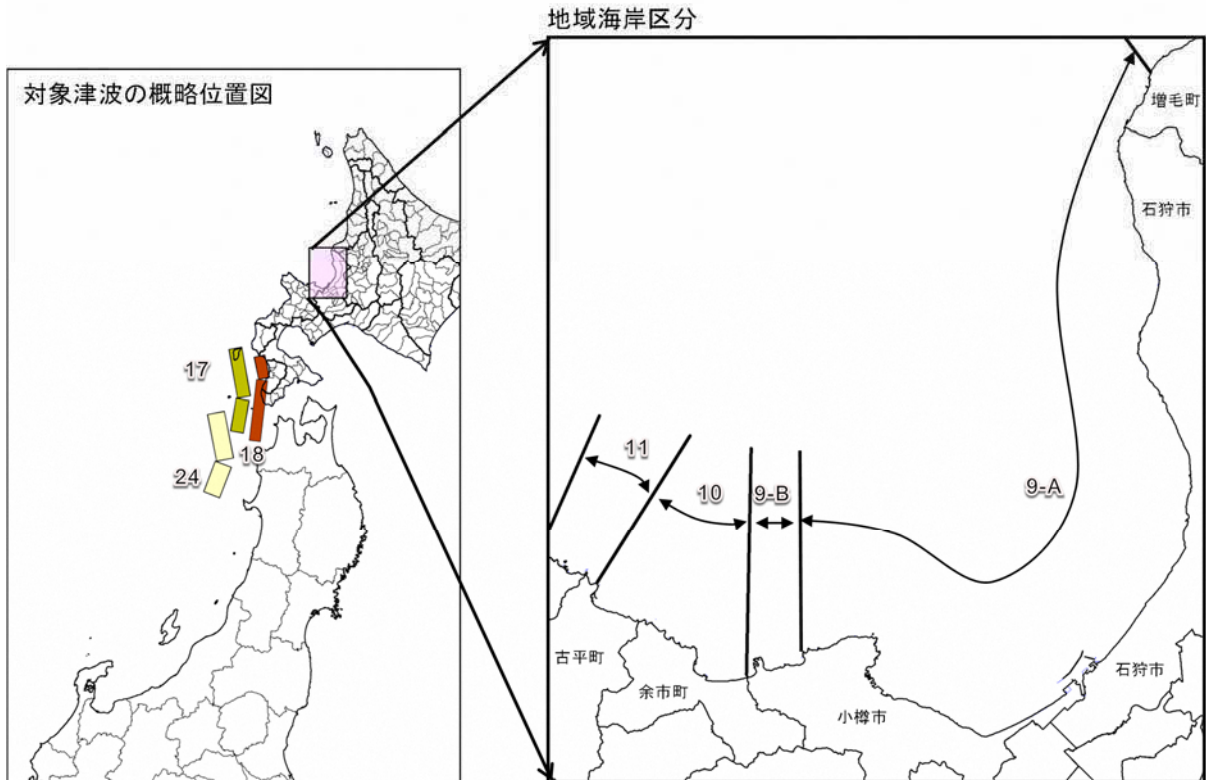 地域海岸区分
対象津波の概略位置図
増毛町
石狩市
17
18
24
11
10
9-B
9-A
古平町
余市町
小樽市
石狩市